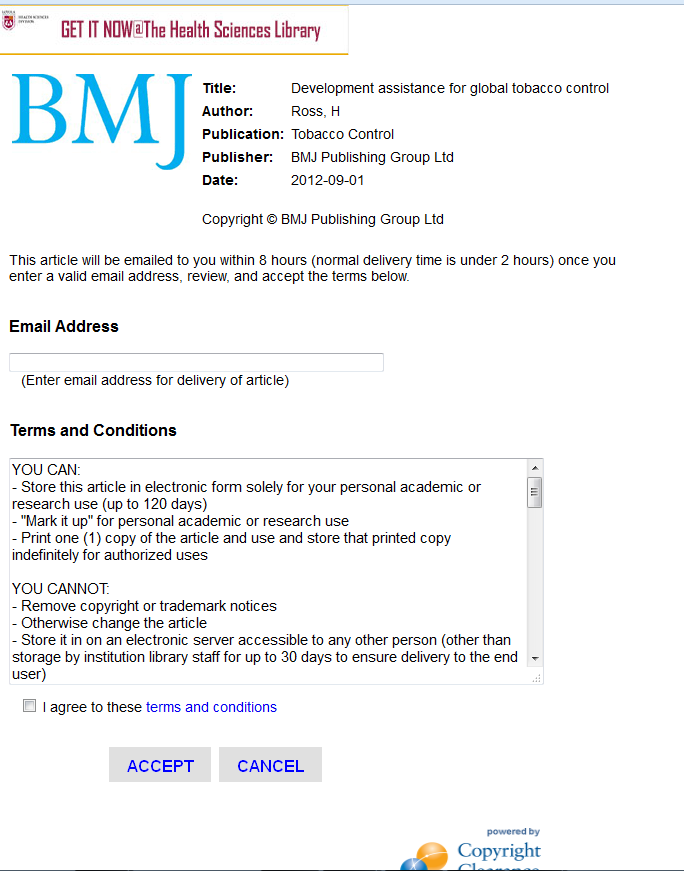 LOYOLA
HEALTH SCIENCES
DIVISION
GET IT NOW@The Health Sciences Library
BMJ
Title: Development assistance for global tobacco control
Author: Ross, H
Publication: Tobacco Control
Publisher: BMJ Publishing Group Ltd
Date: 2012-09-01
Copyright © BMJ Publishing Group Ltd
This article will be emailed to you within 8 hours (normal delivery time is under 2 hours) once you
enter a valid email address, review, and accept the terms below.
Email Address
(Enter email address for delivery of article)
Terms and Conditions
YOU CAN:
- Store this article in electronic form solely for your personal academic or
research use (up to 120 days)
- "Mark it up" for personal academic or research use
- Print one (1) copy of the article and use and store that printed copy
indefinitely for authorized uses
YOU CANNOT:
- Remove copyright or trademark notices
- Otherwise change the article
- Store it in on an electronic server accessible to any other person (other than
storage by institution library staff for up to 30 days to ensure delivery to the end
user)
I agree to these terms and conditions
ACCEPT CANCEL
powered by
Copyright
Clearance